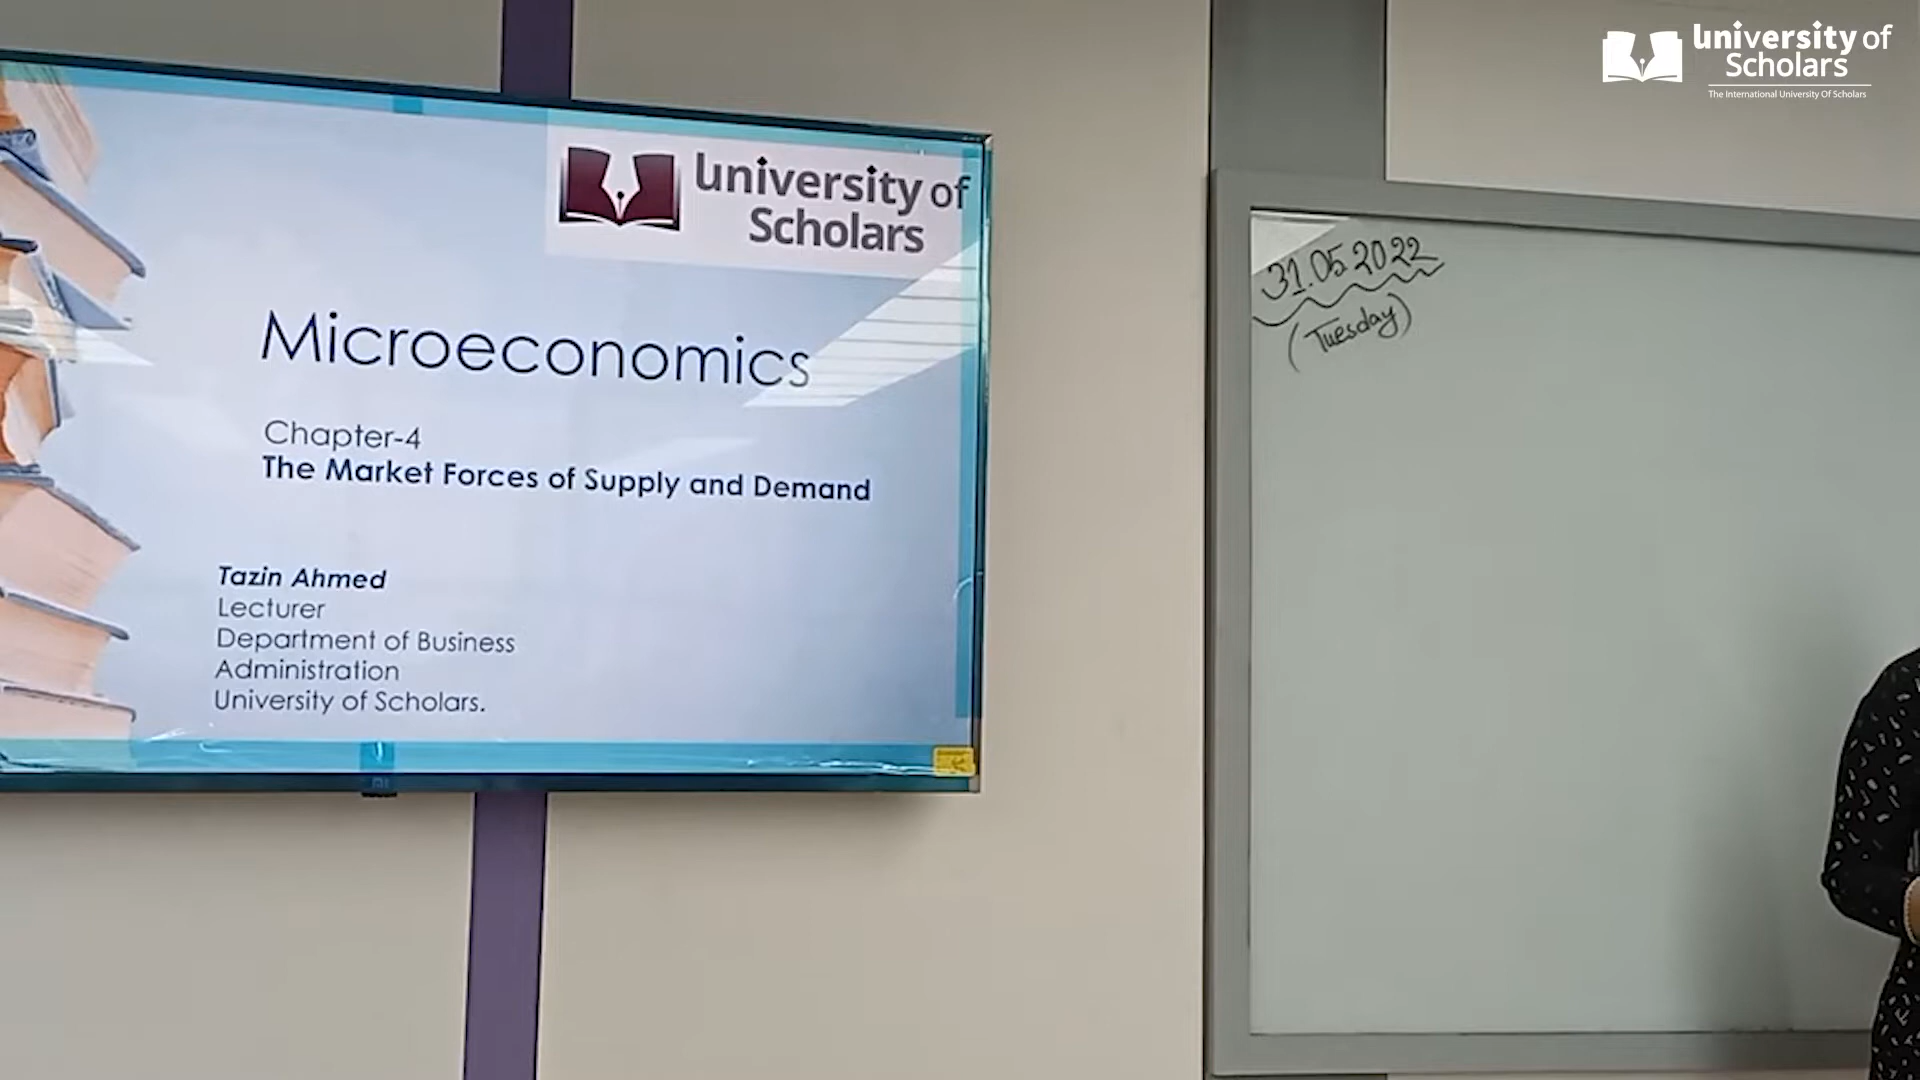 University of
Scholars
Microeconomics
Chapter-4
The Market Forces of Supply and Demand
Tazin Ahmed
Lecturer
Department of Business
Administration
University of Scholars.
mi
31.05.2022
(Tuesday)
University of
Scholars
The International University Of Scholars